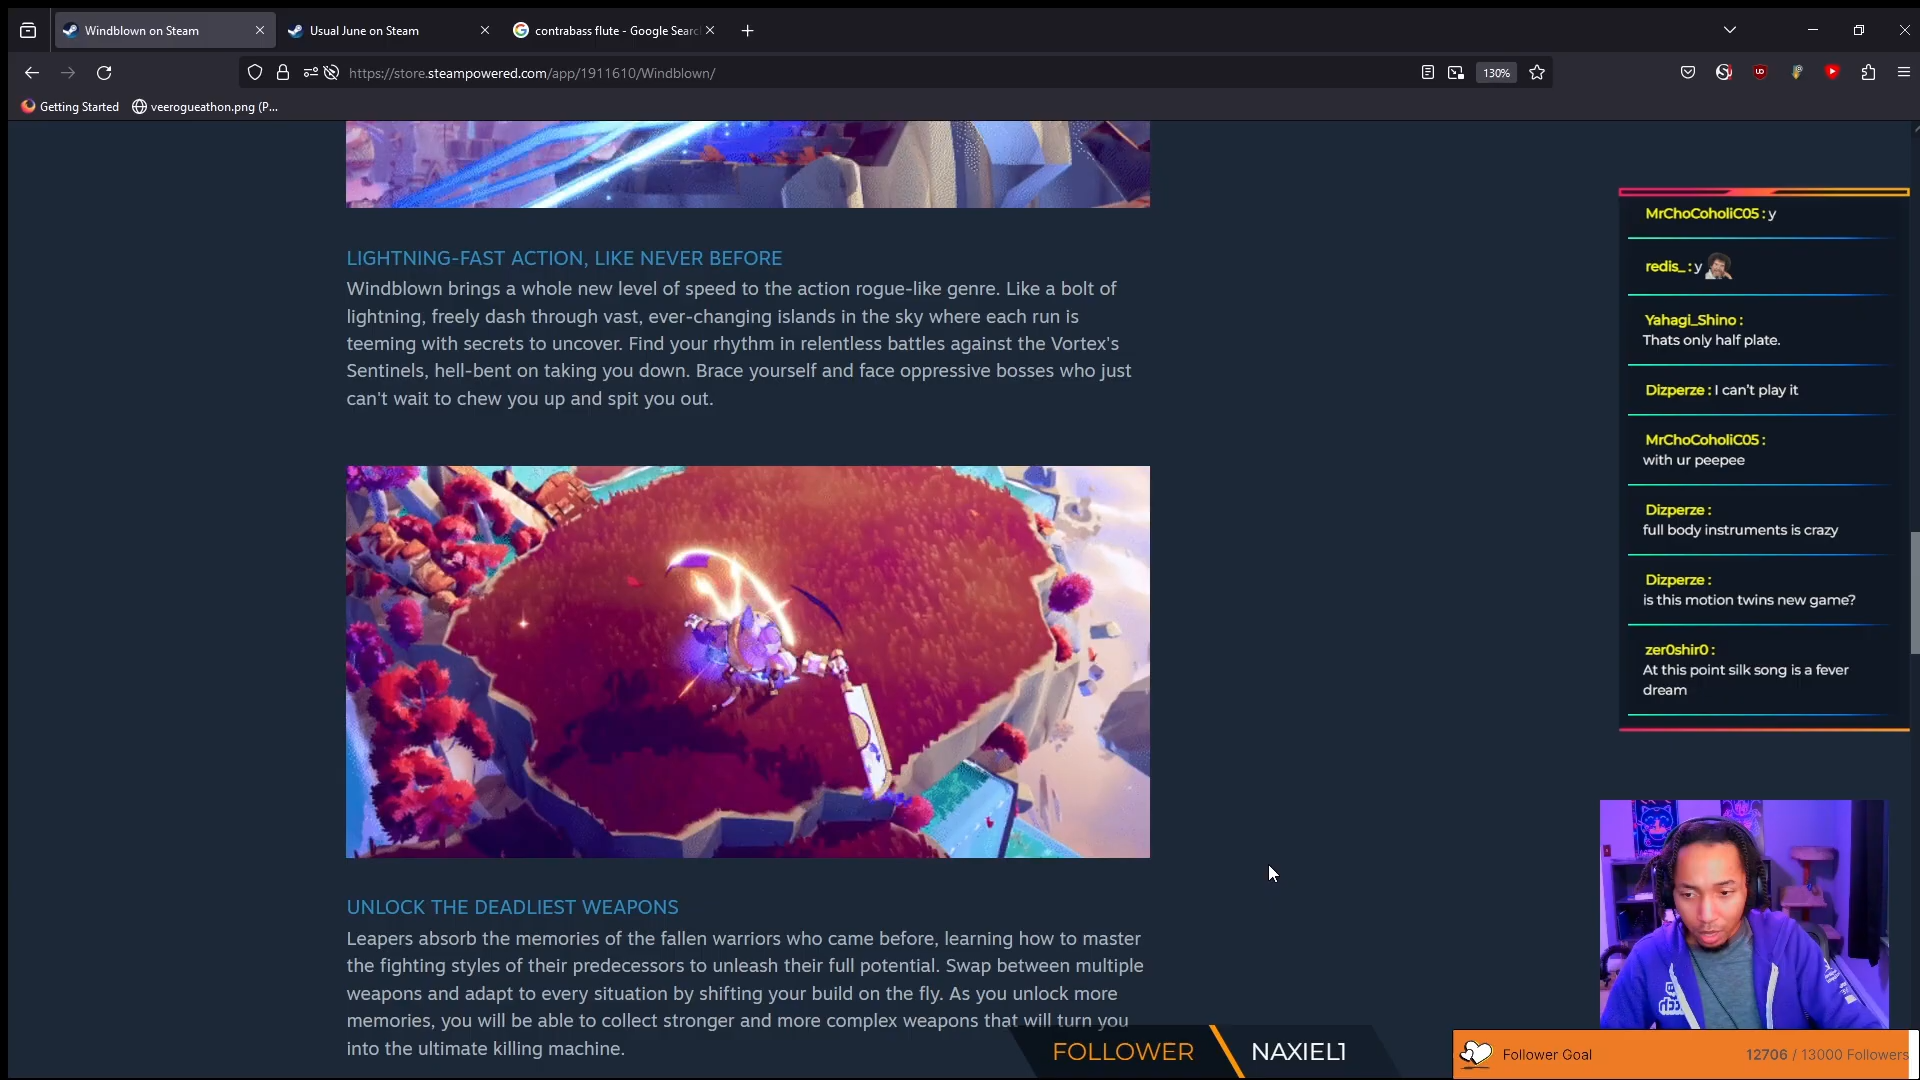 Windblown on Steam
Usual June on Steam
contrabass flute - Google Searc
https://store.steampowered.com/app/1911610/Windblown/
130%
Getting Started
veerogueathon.png (P...
LIGHTNING-FAST ACTION, LIKE NEVER BEFORE
Windblown brings a whole new level of speed to the action rogue-like genre. Like a bolt of
lightning, freely dash through vast, ever-changing islands in the sky where each run is
teeming with secrets to uncover. Find your rhythm in relentless battles against the Vortex's
Sentinels, hell-bent on taking you down. Brace yourself and face oppressive bosses who just
can't wait to chew you up and spit you out.
UNLOCK THE DEADLIEST WEAPONS
Leapers absorb the memories of the fallen warriors who came before, learning how to master
the fighting styles of their predecessors to unleash their full potential. Swap between multiple
weapons and adapt to every situation by shifting your build on the fly. As you unlock more
memories, you will be able to collect stronger and more complex weapons that will turn you
into the ultimate killing machine.
MrChoCoholiC05 : y
redis_ : y
Yahagi_Shino :
Thats only half plate.
Dizperze : I can't play it
MrChoCoholiC05 :
with ur peepee
Dizperze :
full body instruments is crazy
Dizperze :
is this motion twins new game?
zer0shir0 :
At this point silk song is a fever
dream
FOLLOWER
NAXIEL1
Follower Goal
12706 / 13000 Followers